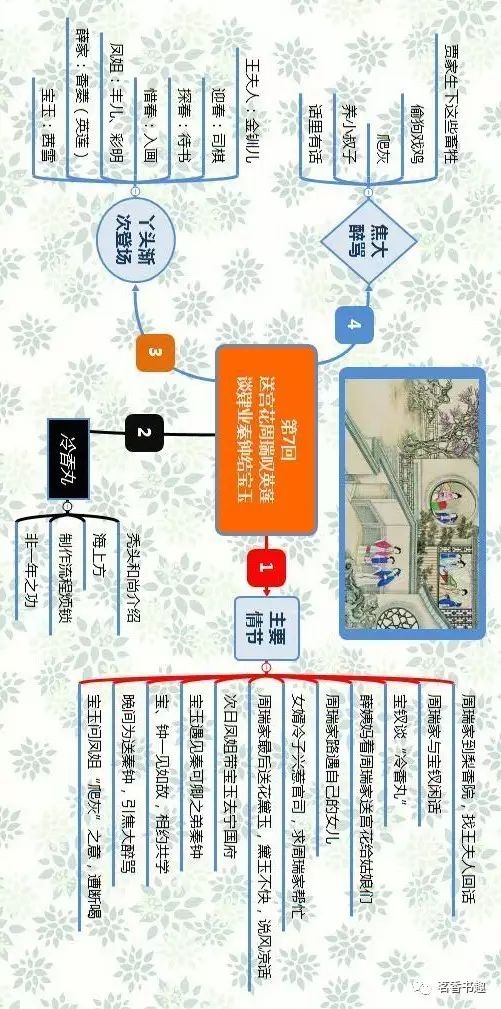 第7回
送宫花周瑞叹英莲
谈肄业秦钟结宝玉
1
主要
情节
周瑞家到梨香院，找王夫人回话
周瑞家与宝钗闲话
宝钗谈“冷香丸”
薛姨妈着周瑞家送宫花给姑娘们
周瑞家路遇自己的女儿
女婿冷子兴惹官司，求周瑞家帮忙
周瑞家最后送花黛玉，黛玉不快，说风凉话
次日凤姐带宝玉去宁国府
宝玉遇见秦可卿之弟秦钟
宝、钟一见如故，相约共学
晚间为送秦钟，引焦大醉骂
宝玉问凤姐“爬灰”之意，遭断喝
2
冷香丸
秃头和尚介绍
海上方
制作流程烦锁
非一年之功
3
丫头渐
次登场
王夫人：金钏儿
迎春：司棋
探春：待书
惜春：入画
凤姐：丰儿、彩明
薛家：香菱（英莲）
宝玉：茜雪
4
焦大
醉骂
贾家生下这些畜牲
偷狗戏鸡
爬灰
养小叔子
话里有话
茗香书趣